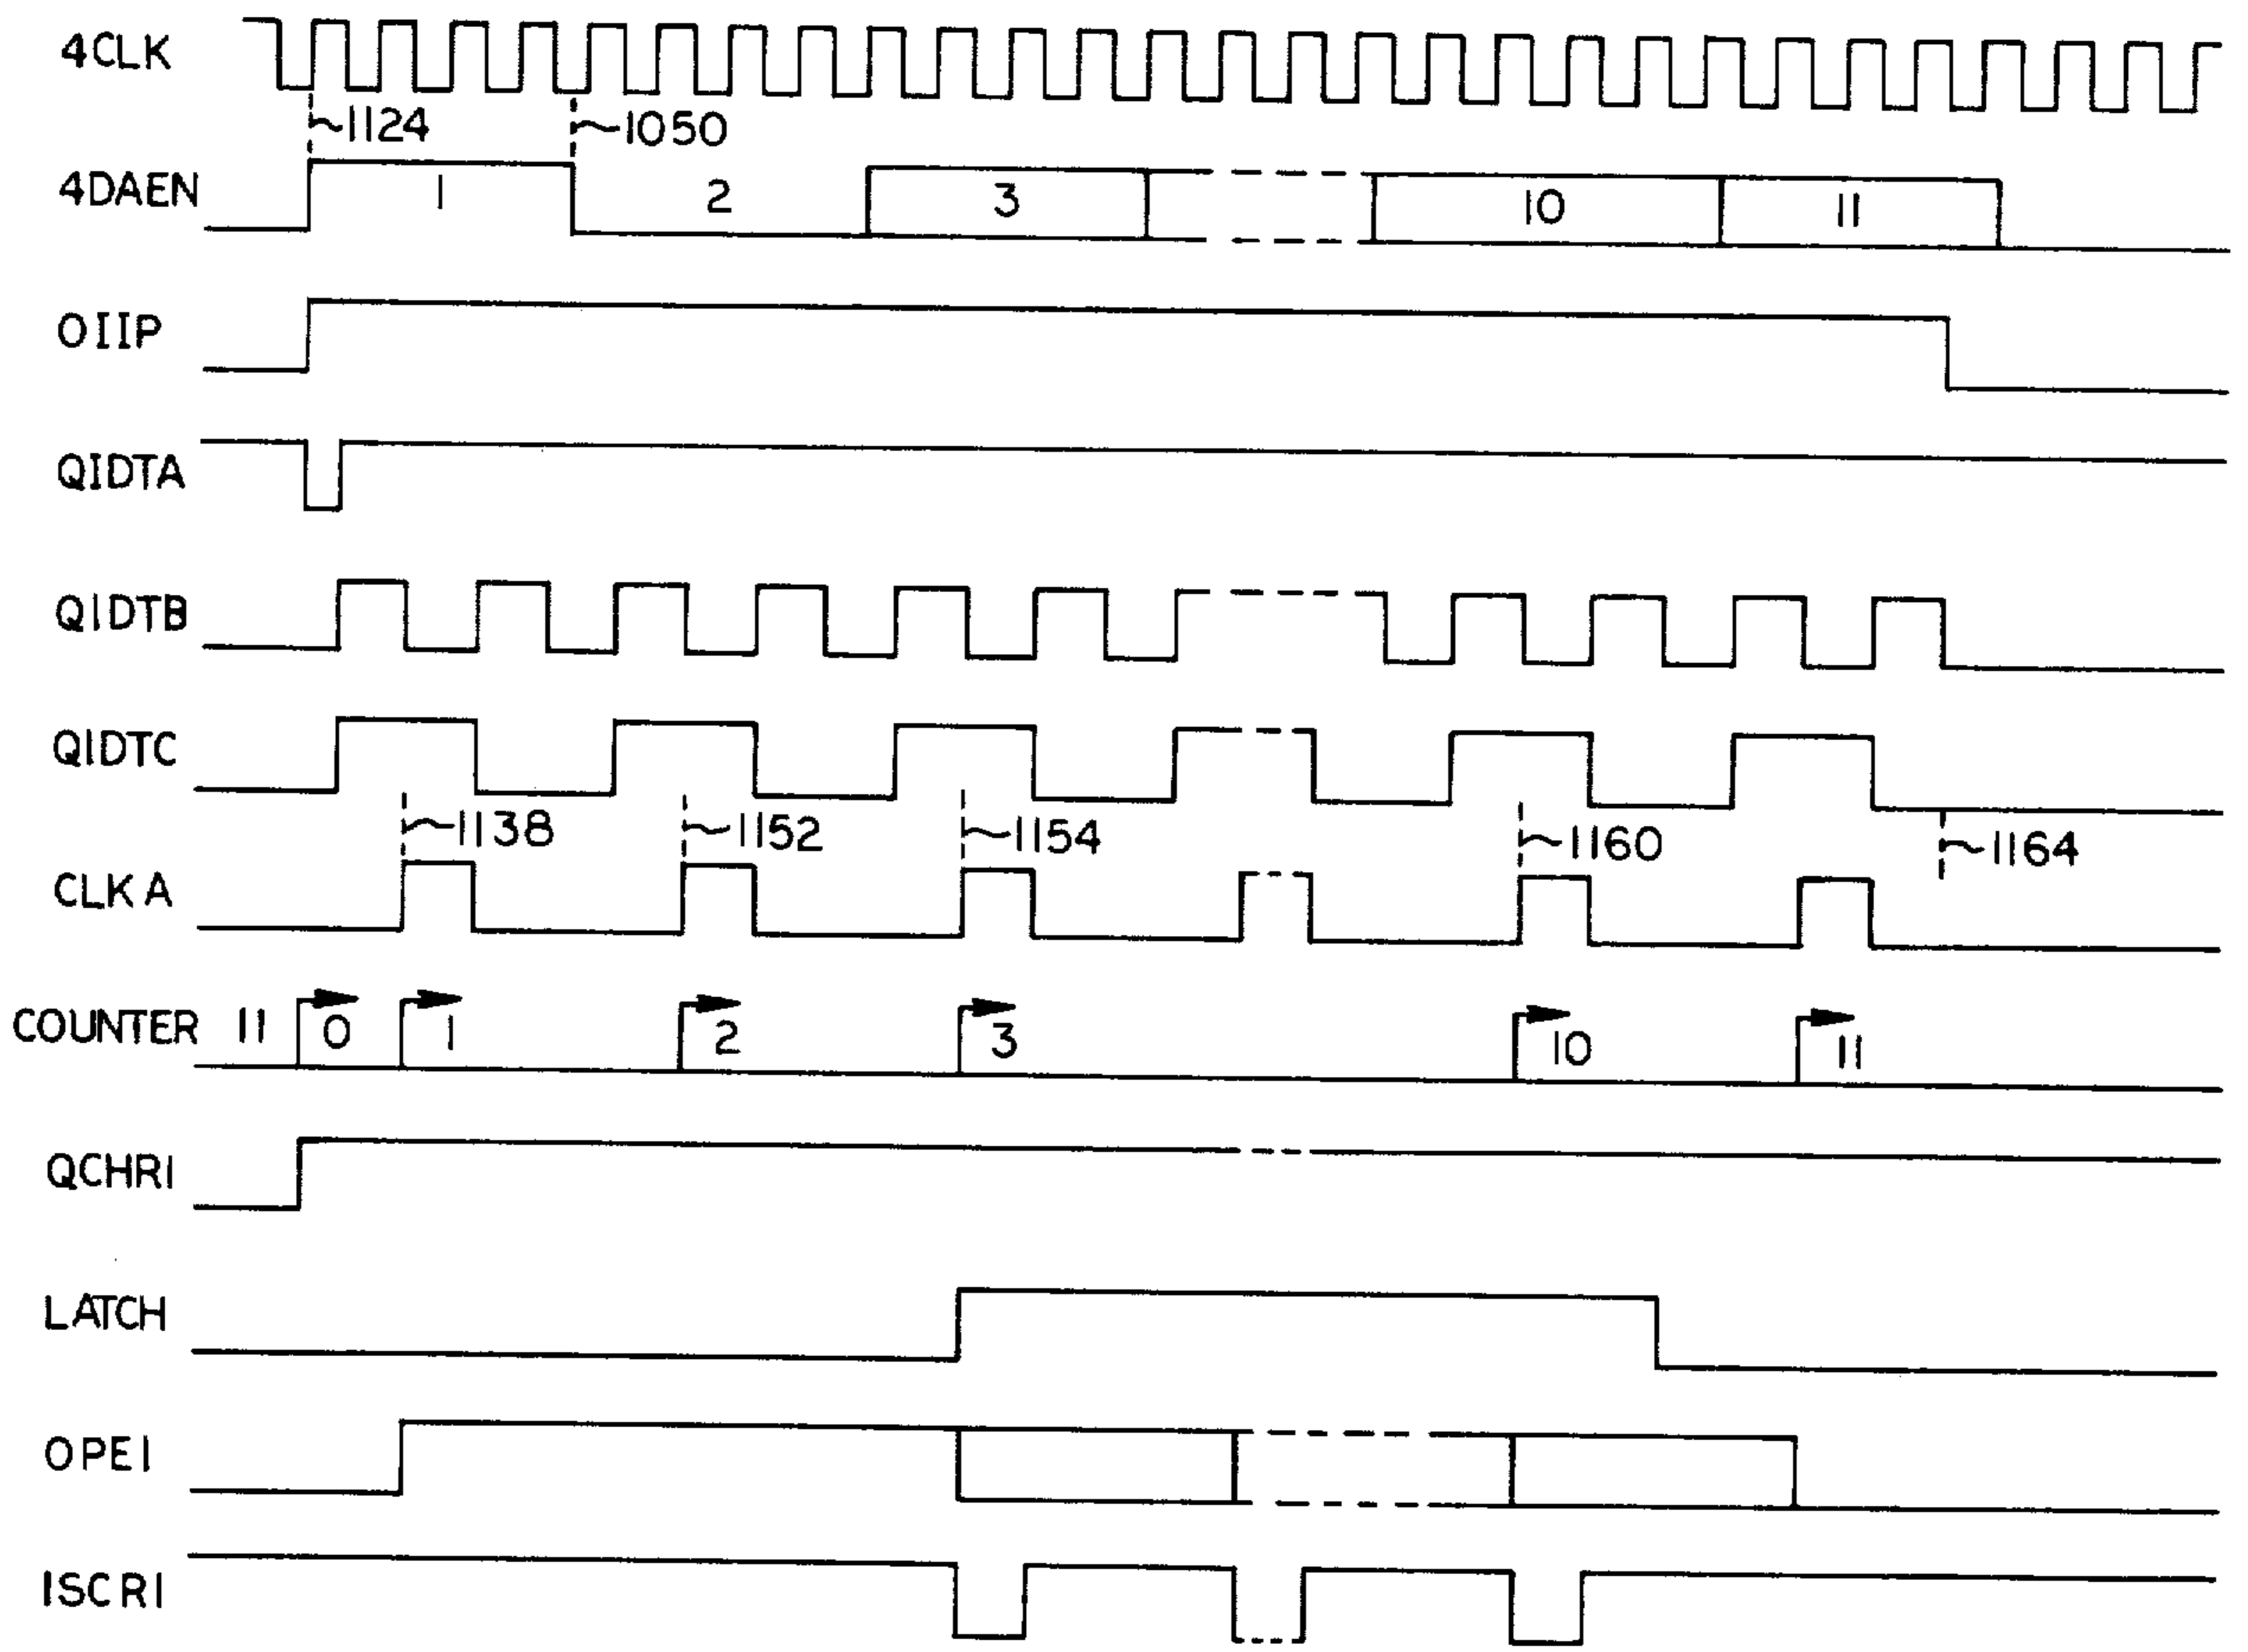 4CLK
1124 1050
4DAEN 1 2 3 10 11
OIIP
QIDTA
QIDTB
QIDTC
1138 1152 1154 1160 1164
CLK A
COUNTER 11 0 1 2 3 10 11
QCHRI
LATCH
OPEI
ISCRI